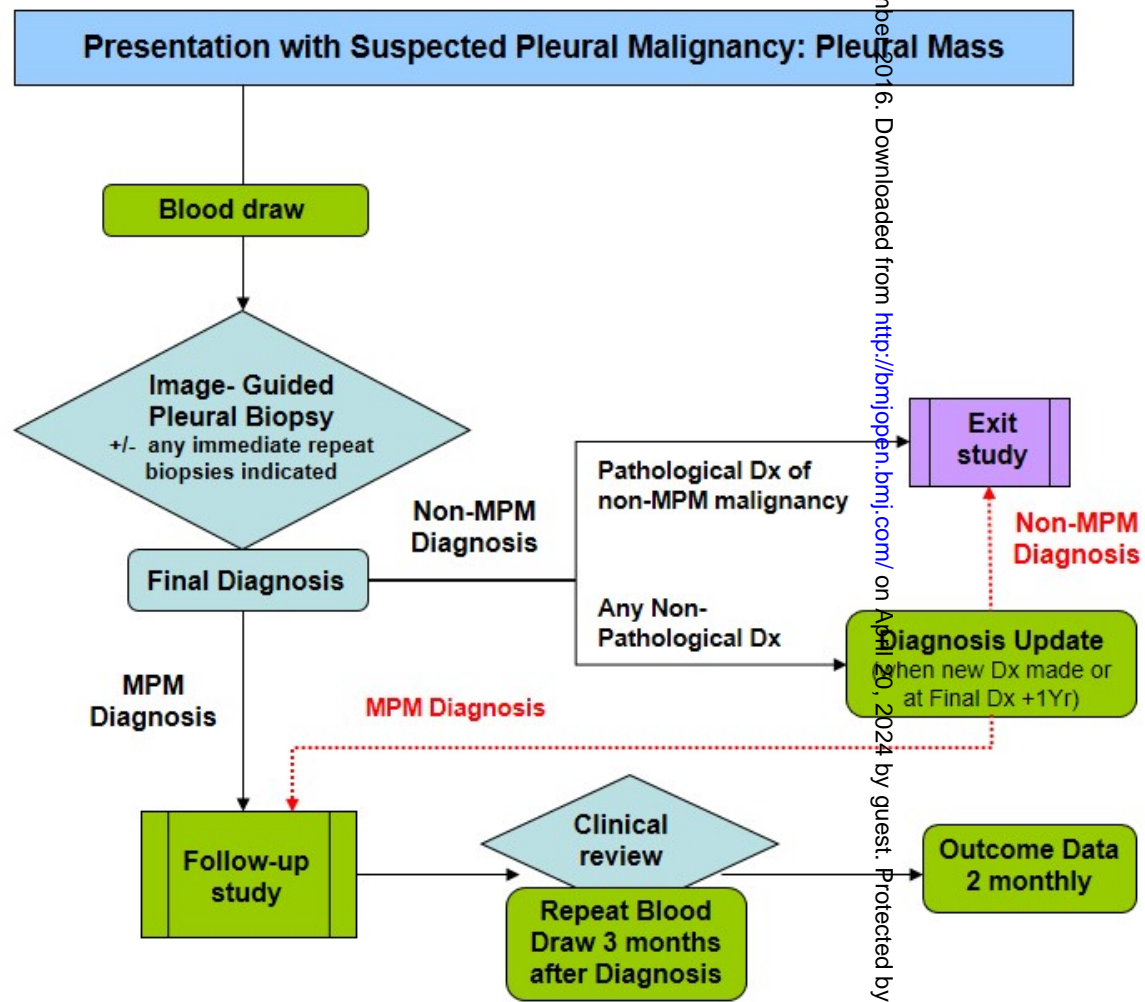 Presentation with Suspected Pleural Malignancy: Pleural Mass
Blood draw
Image- Guided
Pleural Biopsy
+/- any immediate repeat
biopsies indicated
Final Diagnosis
Non-MPM
Diagnosis
Pathological Dx of
non-MPM malignancy
Any Non-
Pathological Dx
Exit
study
Non-MPM
Diagnosis
Diagnosis Update
(when new Dx made or
at Final Dx +1Yr)
MPM
Diagnosis
MPM Diagnosis
Follow-up
study
Clinical
review
Repeat Blood
Draw 3 months
after Diagnosis
Outcome Data
2 monthly
2016. Downloaded from http://bmjopen.bmj.com/ on April 20, 2024 by guest. Protected by